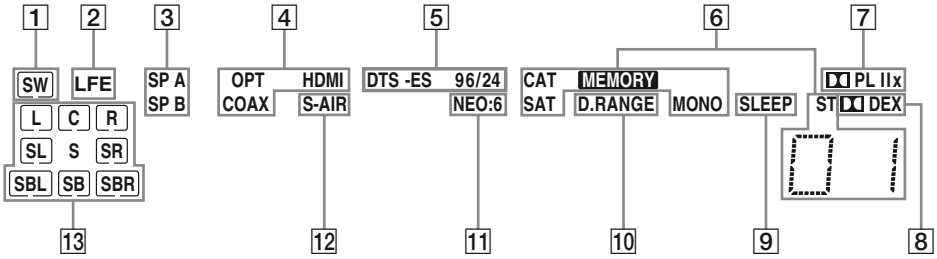 1 2 3 4 5 6 7
SW LFE SP A OPT HDMI DTS -ES 96/24 CAT MEMORY PL IIx
SP B COAX S-AIR NEO:6 SAT D.RANGE MONO SLEEP ST D EX
L C R
SL S SR
SBL SB SBR
01
13 12 11 10 9 8